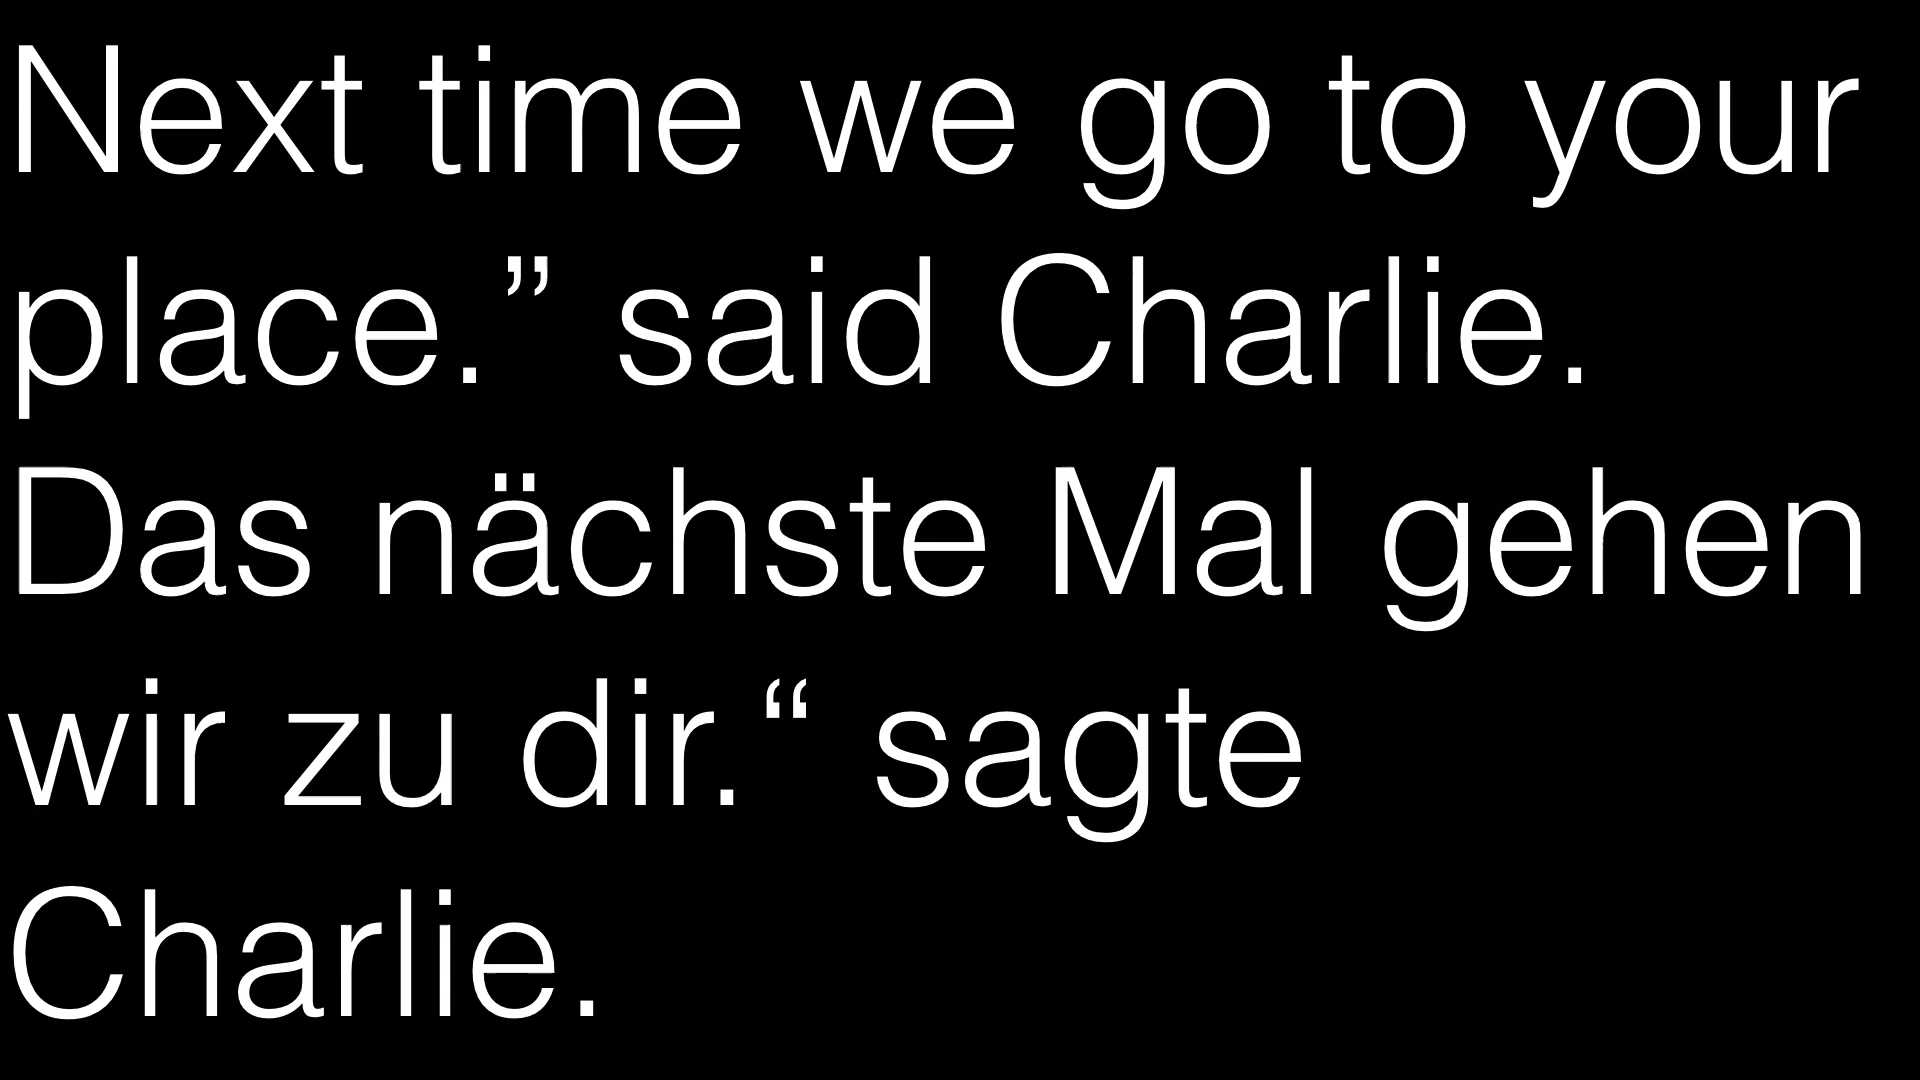 Next time we go to your
place.” said Charlie.
Das nächste Mal gehen
wir zu dir.“ sagte
Charlie.